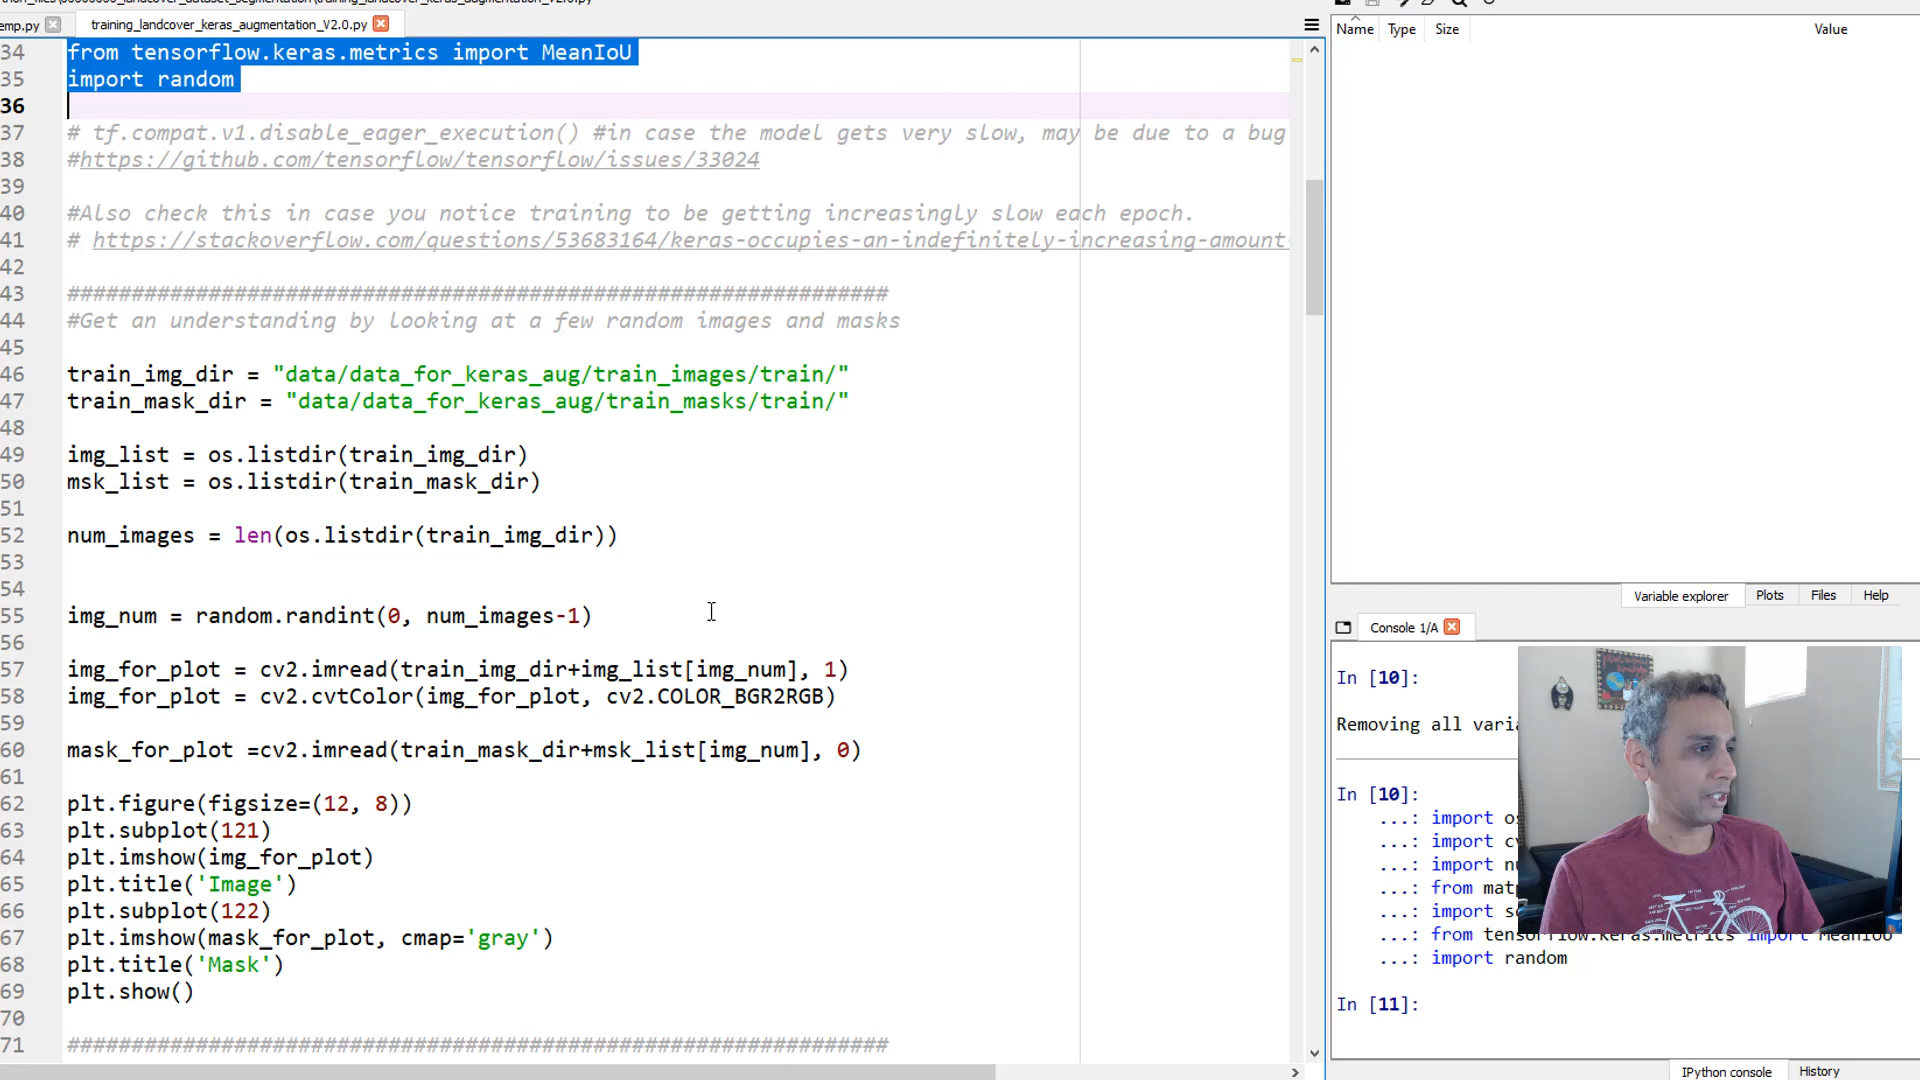 training_landcover_keras_augmentation_V2.0.py
34 from tensorflow.keras.metrics import MeanIoU
35 import random
36
37 # tf.compat.v1.disable_eager_execution() #in case the model gets very slow, may be due to a bug
38 #https://github.com/tensorflow/tensorflow/issues/33024
39
40 #Also check this in case you notice training to be getting increasingly slow each epoch.
41 # https://stackoverflow.com/questions/53683164/keras-occupies-an-indefinitely-increasing-amount-
42
43 ################################################################
44 #Get an understanding by looking at a few random images and masks
45
46 train_img_dir = "data/data_for_keras_aug/train_images/train/"
47 train_mask_dir = "data/data_for_keras_aug/train_masks/train/"
48
49 img_list = os.listdir(train_img_dir)
50 msk_list = os.listdir(train_mask_dir)
51
52 num_images = len(os.listdir(train_img_dir))
53
54
55 img_num = random.randint(0, num_images-1)
56
57 img_for_plot = cv2.imread(train_img_dir+img_list[img_num], 1)
58 img_for_plot = cv2.cvtColor(img_for_plot, cv2.COLOR_BGR2RGB)
59
60 mask_for_plot =cv2.imread(train_mask_dir+msk_list[img_num], 0)
61
62 plt.figure(figsize=(12, 8))
63 plt.subplot(121)
64 plt.imshow(img_for_plot)
65 plt.title('Image')
66 plt.subplot(122)
67 plt.imshow(mask_for_plot, cmap='gray')
68 plt.title('Mask')
69 plt.show()
70
71 ################################################################
Name Type Size Value
Variable explorer Plots Files Help
Console 1/A
In [10]:
Removing all varia
In [10]:
...: import os
...: import cv
...: import nu
...: from matp
...: import se
...: from tensorflow.keras.metrics import MeanIoU
...: import random
In [11]:
IPython console History